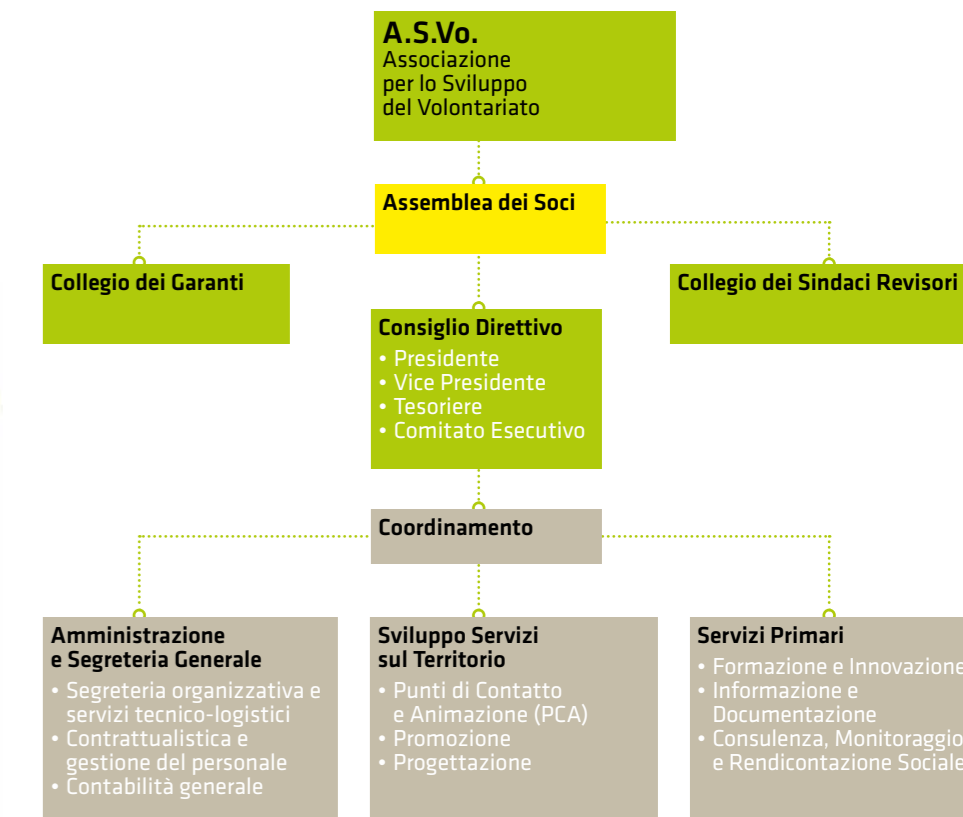 A.S.Vo.
Associazione
per lo Sviluppo
del Volontariato
Assemblea dei Soci
Collegio dei Garanti
Collegio dei Sindaci Revisori
Consiglio Direttivo
• Presidente
• Vice Presidente
• Tesoriere
• Comitato Esecutivo
Coordinamento
Amministrazione
e Segreteria Generale
• Segreteria organizzativa e
servizi tecnico-logistici
• Contrattualistica e
gestione del personale
• Contabilità generale
Sviluppo Servizi
sul Territorio
• Punti di Contatto
e Animazione (PCA)
• Promozione
• Progettazione
Servizi Primari
• Formazione e Innovazione
• Informazione e
Documentazione
• Consulenza, Monitoraggio
e Rendicontazione Sociale